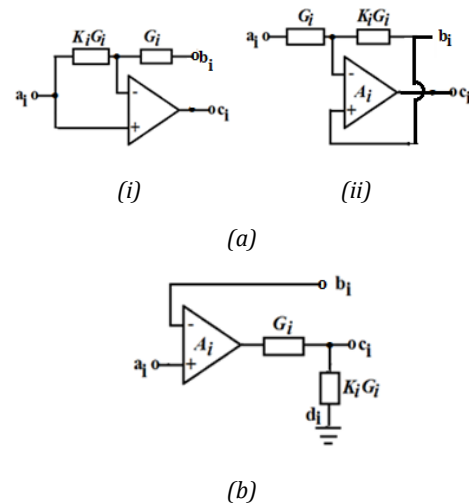 KᵢGᵢ Gᵢ
bᵢ
aᵢ
-
+
cᵢ
(i)
Gᵢ KᵢGᵢ
aᵢ bᵢ
-
Aᵢ
+
cᵢ
(ii)
(a)
bᵢ
-
Aᵢ
aᵢ +
Gᵢ
cᵢ
KᵢGᵢ
dᵢ
(b)